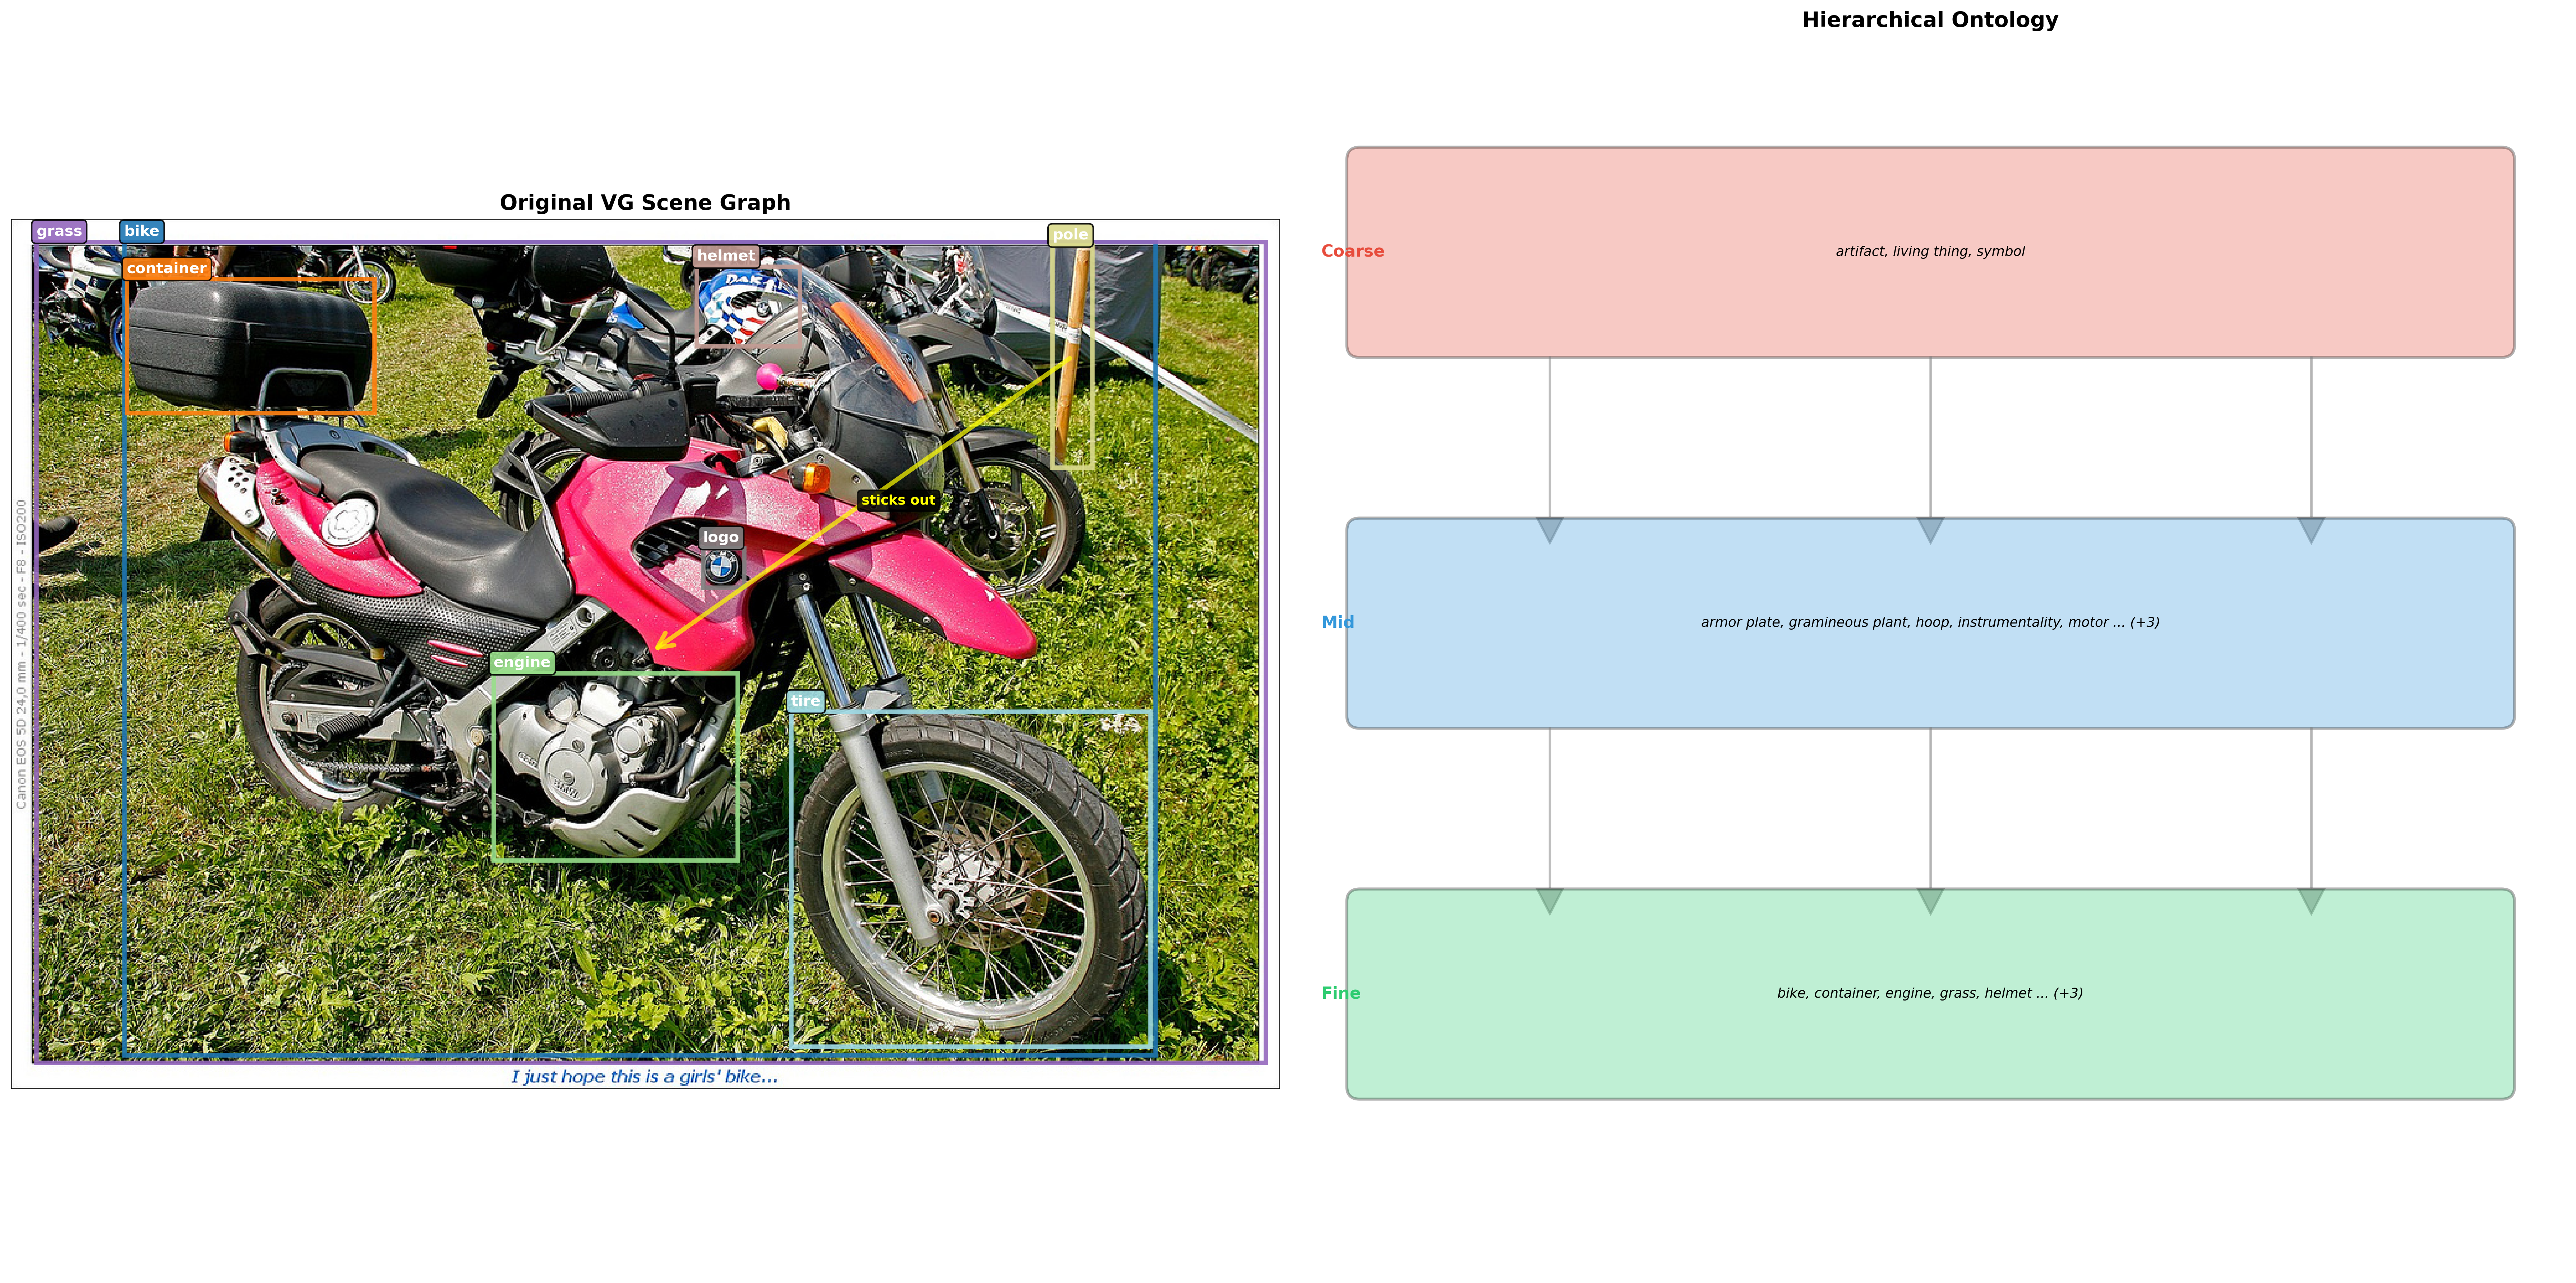 Hierarchical Ontology
Original VG Scene Graph
grass
bike
pole
container
helmet
sticks out
logo
engine
tire
Canon EOS 5D 24,0 mm - 1/400 sec - F8 - ISO200
I just hope this is a girls' bike...
Coarse
artifact, living thing, symbol
Mid
armor plate, gramineous plant, hoop, instrumentality, motor ... (+3)
Fine
bike, container, engine, grass, helmet ... (+3)